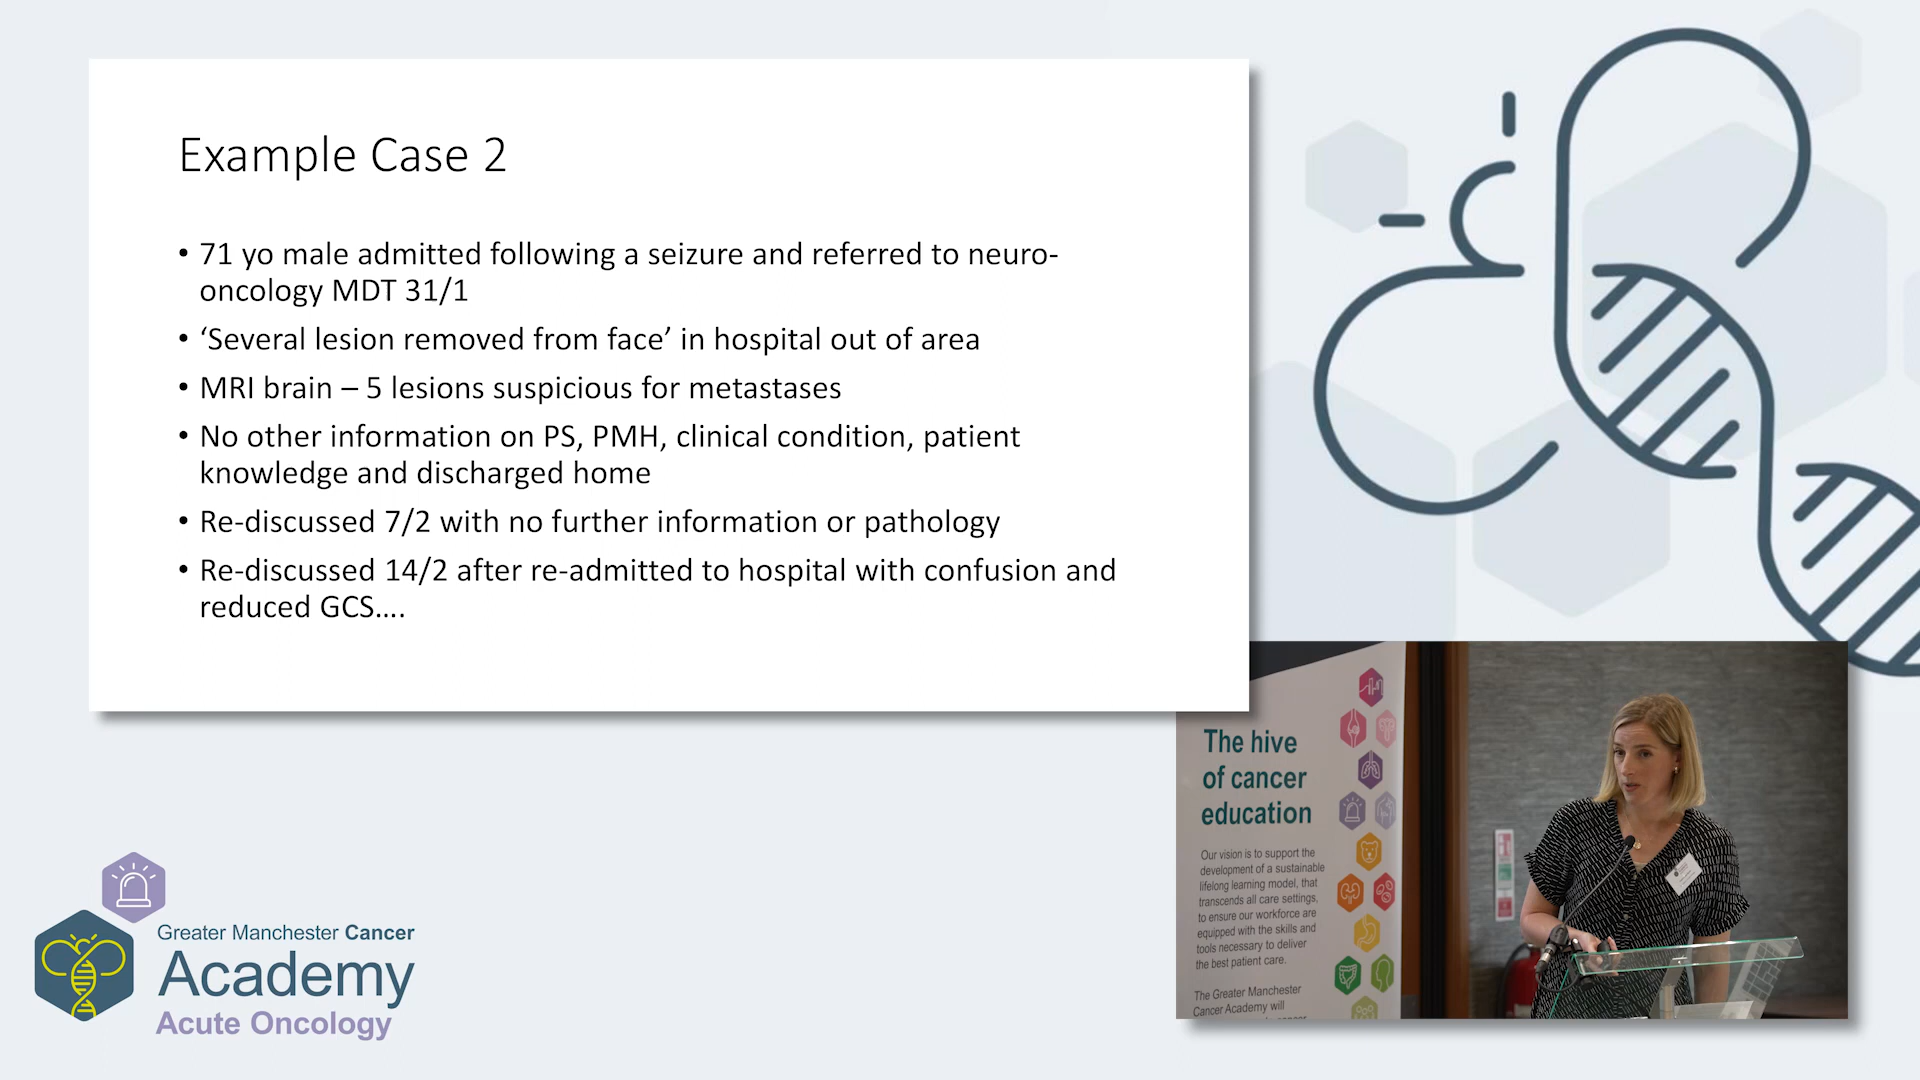 Example Case 2
• 71 yo male admitted following a seizure and referred to neuro-
oncology MDT 31/1
• ‘Several lesion removed from face’ in hospital out of area
• MRI brain – 5 lesions suspicious for metastases
• No other information on PS, PMH, clinical condition, patient
knowledge and discharged home
• Re-discussed 7/2 with no further information or pathology
• Re-discussed 14/2 after re-admitted to hospital with confusion and
reduced GCS….
The hive
of cancer
education
Our vision is to support the
development of a sustainable
lifelong learning model, that
transcends all care settings,
to ensure our workforce are
equipped with the skills and
tools necessary to deliver
the best patient care.
The Greater Manchester
Cancer Academy will
Greater Manchester Cancer
Academy
Acute Oncology